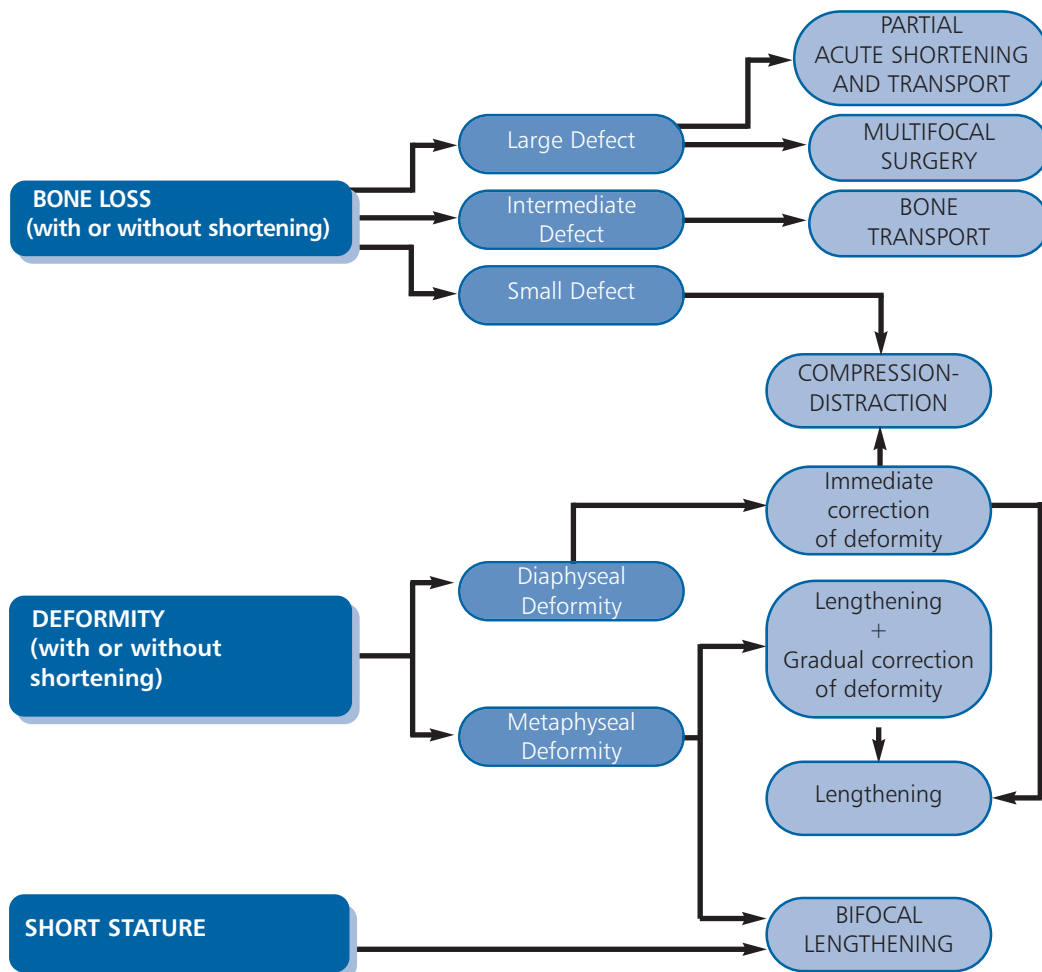 PARTIAL
ACUTE SHORTENING
AND TRANSPORT
Large Defect
MULTIFOCAL
SURGERY
BONE LOSS
(with or without shortening)
Intermediate
Defect
BONE
TRANSPORT
Small Defect
COMPRESSION-
DISTRACTION
Immediate
correction
of deformity
Diaphyseal
Deformity
DEFORMITY
(with or without
shortening)
Lengthening
+
Gradual correction
of deformity
Metaphyseal
Deformity
Lengthening
SHORT STATURE
BIFOCAL
LENGTHENING